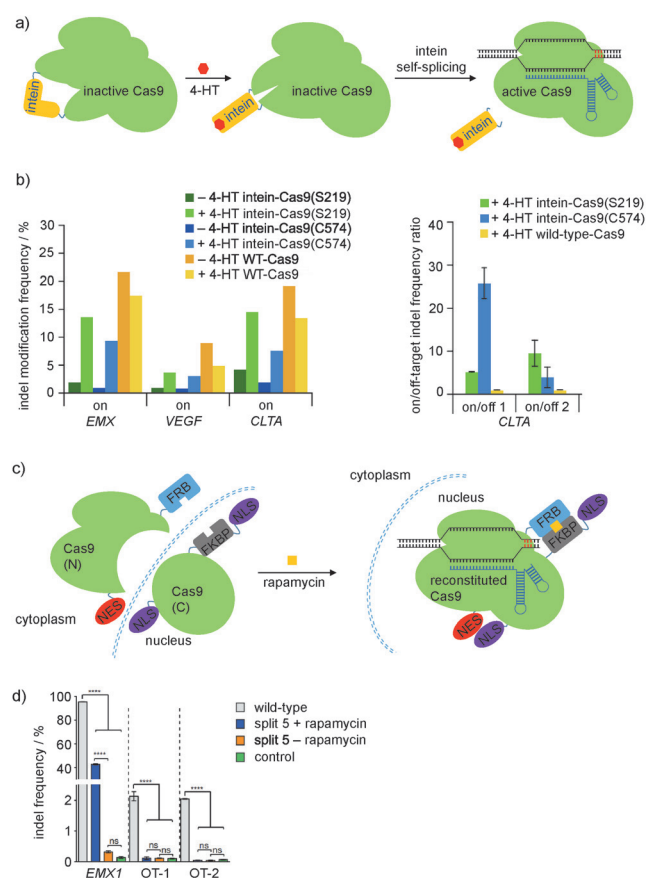 a)
intein
inactive Cas9
4-HT
intein
inactive Cas9
intein
self-splicing
intein
active Cas9
b)
– 4-HT intein-Cas9(S219)
+ 4-HT intein-Cas9(S219)
– 4-HT intein-Cas9(C574)
+ 4-HT intein-Cas9(C574)
– 4-HT WT-Cas9
+ 4-HT WT-Cas9
indel modification frequency / %
30
25
20
15
10
5
0
on on on
EMX VEGF CLTA
+ 4-HT intein-Cas9(S219)
+ 4-HT intein-Cas9(C574)
+ 4-HT wild-type-Cas9
on/off-target indel frequency ratio
40
30
20
10
0
on/off 1 on/off 2
CLTA
c)
Cas9
(N)
FRB
NLS
FKBP
Cas9
(C)
NES
NLS
cytoplasm
nucleus
rapamycin
cytoplasm
nucleus
FRB
NLS
FKBP
reconstituted
Cas9
NES
NLS
d)
wild-type
split 5 + rapamycin
split 5 – rapamycin
control
indel frequency / %
100
80
60
40
2
1
0
****
****
ns
****
ns
ns
****
ns
ns
EMX1 OT-1 OT-2